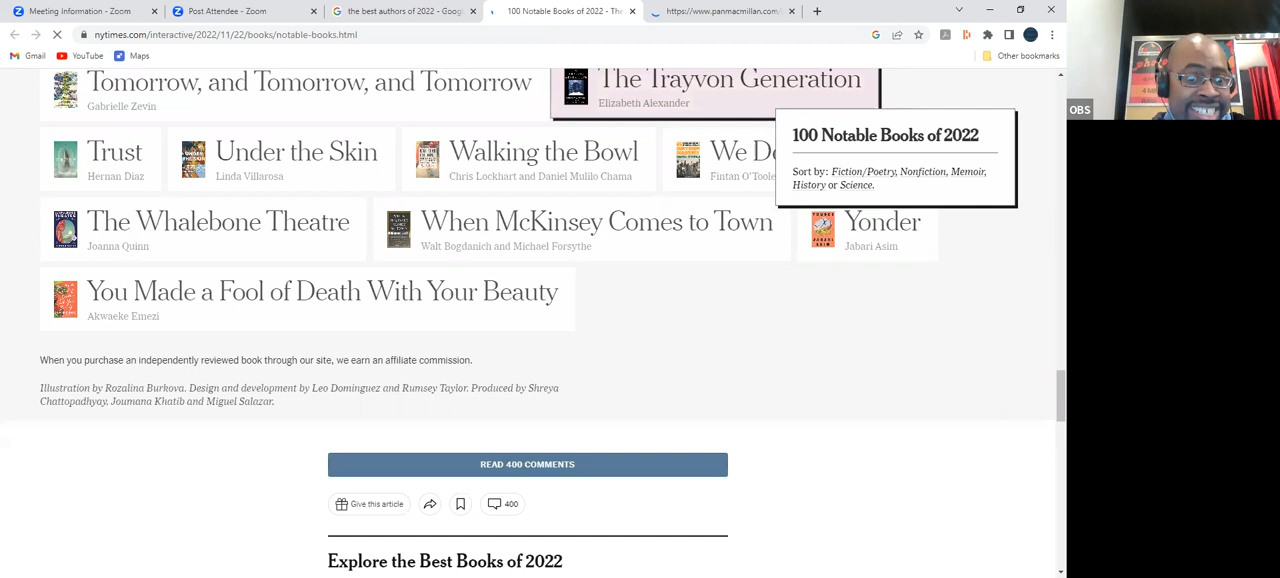 Meeting Information - Zoom
Post Attendee - Zoom
the best authors of 2022 - Goog
100 Notable Books of 2022 - The
https://www.panmacmillan.com/
nytimes.com/interactive/2022/11/22/books/notable-books.html
Gmail YouTube Maps Other bookmarks
OBS
Tomorrow, and Tomorrow, and Tomorrow
Gabrielle Zevin
The Trayvon Generation
Elizabeth Alexander
100 Notable Books of 2022
Sort by: Fiction/Poetry, Nonfiction, Memoir,
History or Science.
Trust
Hernan Diaz
Under the Skin
Linda Villarosa
Walking the Bowl
Chris Lockhart and Daniel Mulilo Chama
We Do
Fintan O'Toole
The Whalebone Theatre
Joanna Quinn
When McKinsey Comes to Town
Walt Bogdanich and Michael Forsythe
Yonder
Jabari Asim
You Made a Fool of Death With Your Beauty
Akwaeke Emezi
When you purchase an independently reviewed book through our site, we earn an affiliate commission.
Illustration by Rozalina Burkova. Design and development by Leo Dominguez and Rumsey Taylor. Produced by Shreya
Chattopadhyay, Joumana Khatib and Miguel Salazar.
READ 400 COMMENTS
Give this article
400
Explore the Best Books of 2022